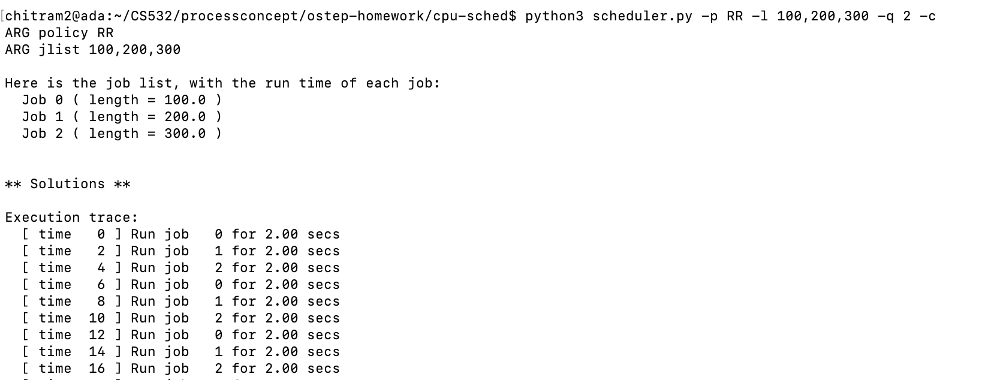 [chitram2@ada:~/CS532/processconcept/ostep-homework/cpu-sched$ python3 scheduler.py -p RR -l 100,200,300 -q 2 -c
ARG policy RR
ARG jlist 100,200,300
Here is the job list, with the run time of each job:
Job 0 ( length = 100.0 )
Job 1 ( length = 200.0 )
Job 2 ( length = 300.0 )
** Solutions **
Execution trace:
[ time 0 ] Run job 0 for 2.00 secs
[ time 2 ] Run job 1 for 2.00 secs
[ time 4 ] Run job 2 for 2.00 secs
[ time 6 ] Run job 0 for 2.00 secs
[ time 8 ] Run job 1 for 2.00 secs
[ time 10 ] Run job 2 for 2.00 secs
[ time 12 ] Run job 0 for 2.00 secs
[ time 14 ] Run job 1 for 2.00 secs
[ time 16 ] Run job 2 for 2.00 secs